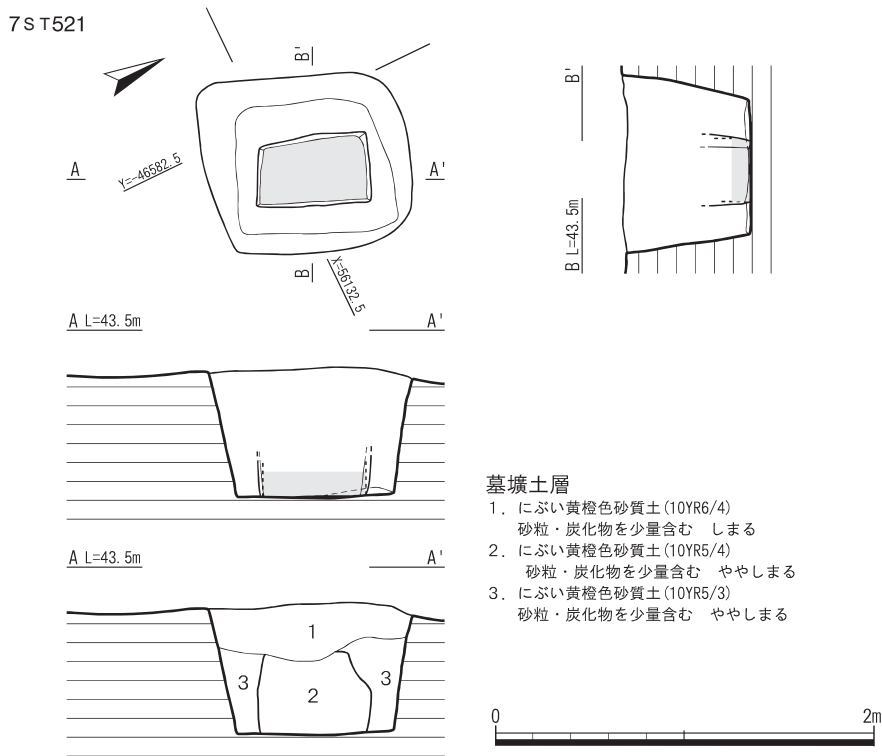 7ST521
B'
A
A'
Y=-46582.5
B
X=56132.5
B'
B L=43.5m
A L=43.5m
A'
A L=43.5m
A'
1
3
2
3
墓壙土層
1．にぶい黄橙色砂質土(10YR6/4)
砂粒・炭化物を少量含む　しまる
2．にぶい黄橙色砂質土(10YR5/4)
砂粒・炭化物を少量含む　ややしまる
3．にぶい黄橙色砂質土(10YR5/3)
砂粒・炭化物を少量含む　ややしまる
0
2m